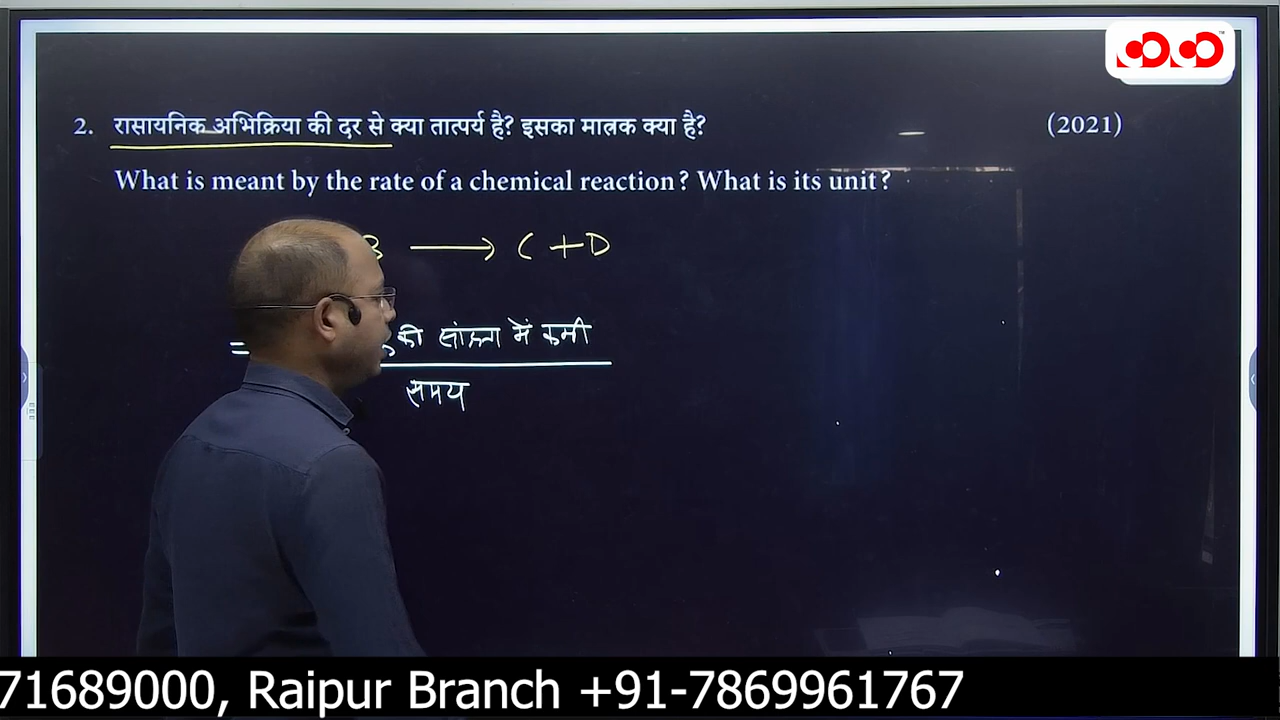 2. रासायनिक अभिक्रिया की दर से क्या तात्पर्य है? इसका मात्रक क्या है? (2021)
What is meant by the rate of a chemical reaction? What is its unit?
B ⟶ C + D
= की सांद्रता में कमी
समय
71689000, Raipur Branch +91-7869961767